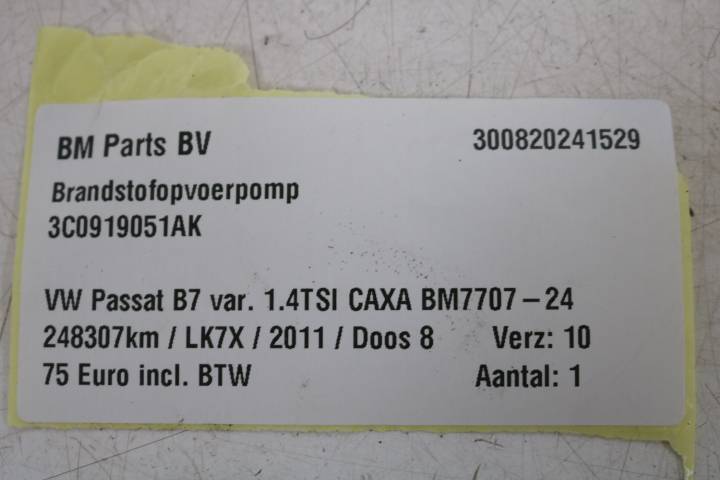 BM Parts BV 300820241529
Brandstofopvoerpomp
3C0919051AK
VW Passat B7 var. 1.4TSI CAXA BM7707-24
248307km / LK7X / 2011 / Doos 8 Verz: 10
75 Euro incl. BTW Aantal: 1